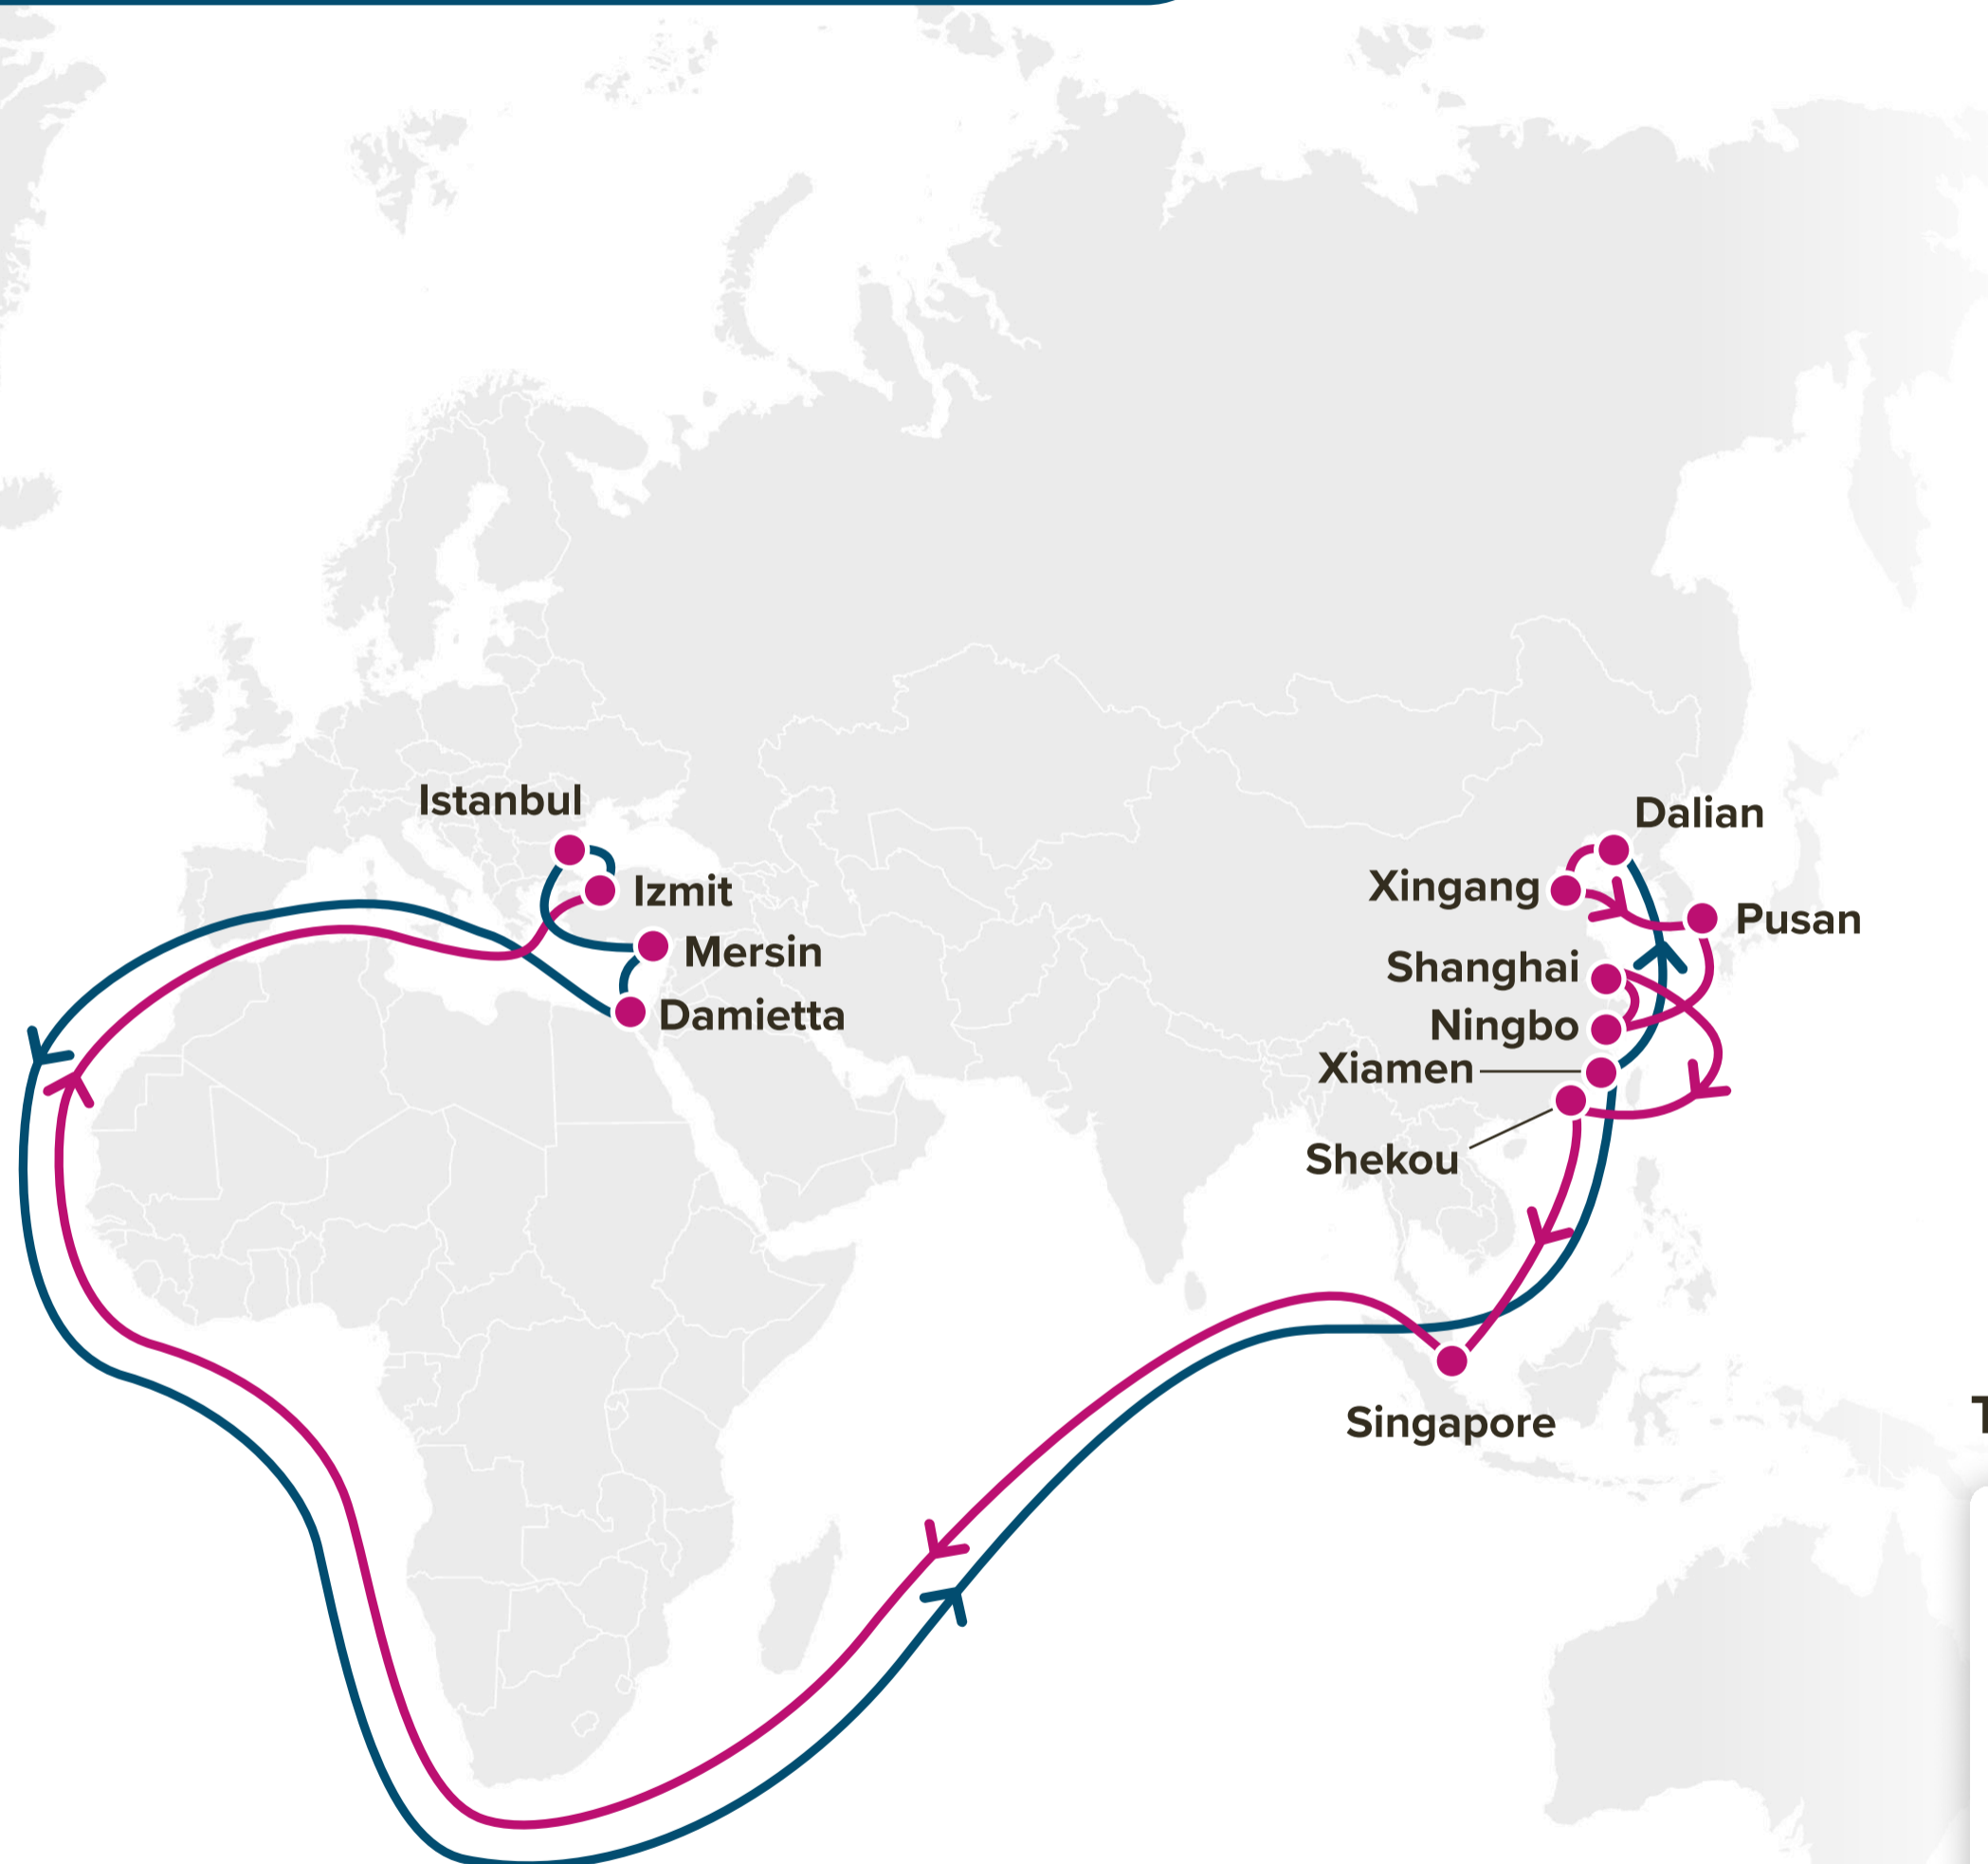 Istanbul
Izmit
Mersin
Damietta
Dalian
Xingang
Pusan
Shanghai
Ningbo
Xiamen
Shekou
Singapore
T